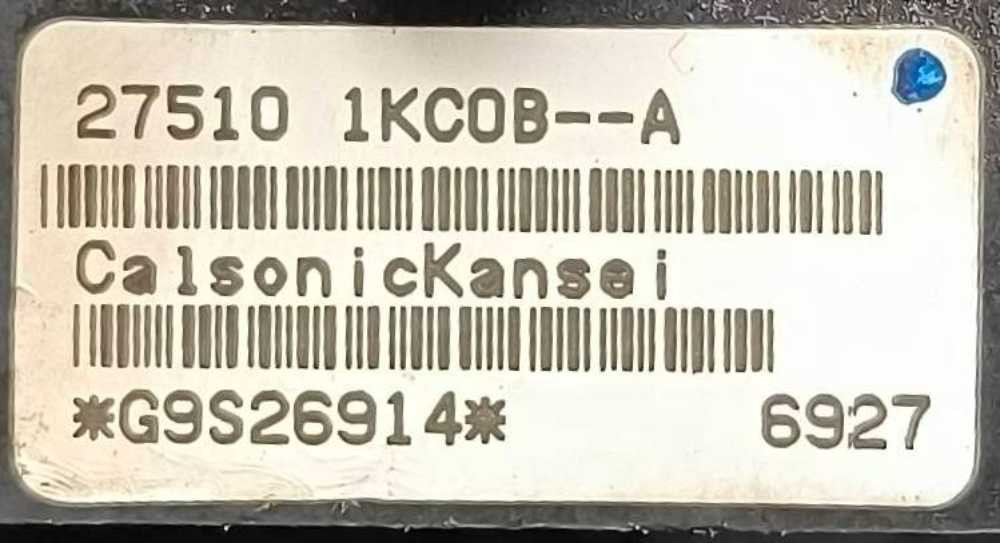 27510 1KC0B--A
CalsonicKansei
*G9S26914* 6927